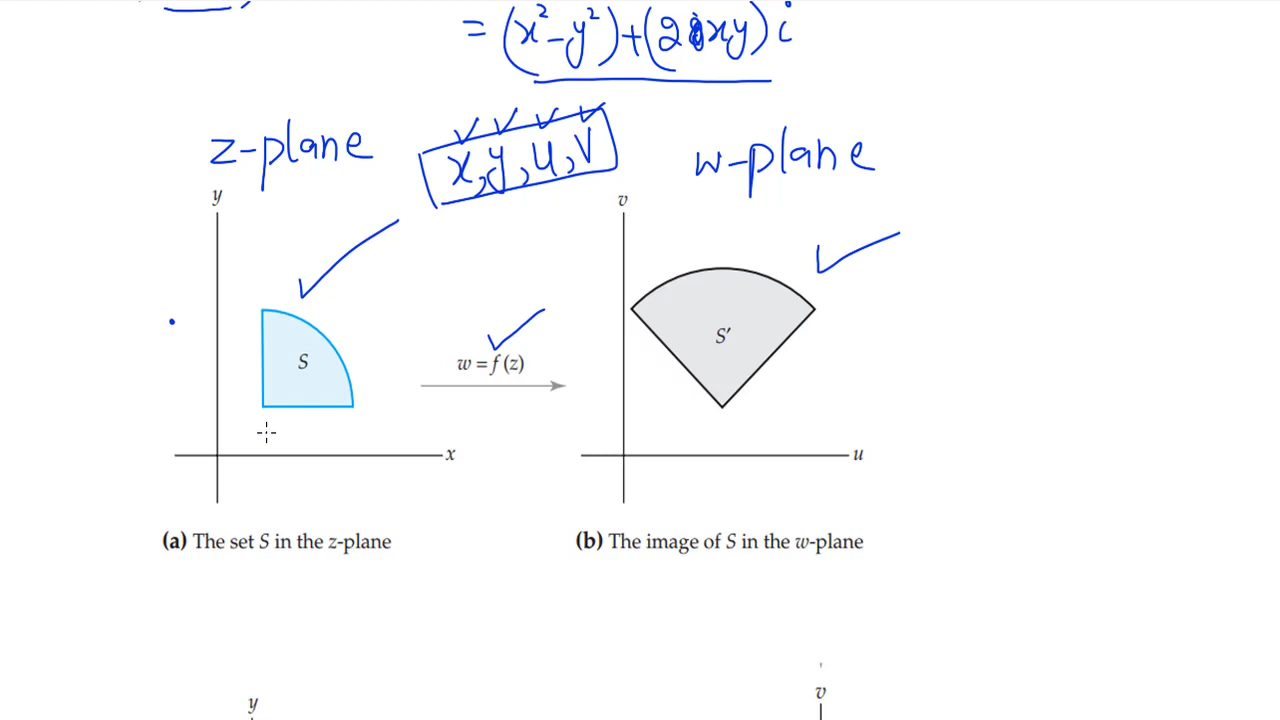 = (x²-y²)+(2xy)i
z-plane
x,y,u,v
w-plane
y
v
S
w = f(z)
S′
x
u
(a) The set S in the z-plane
(b) The image of S in the w-plane
y
v